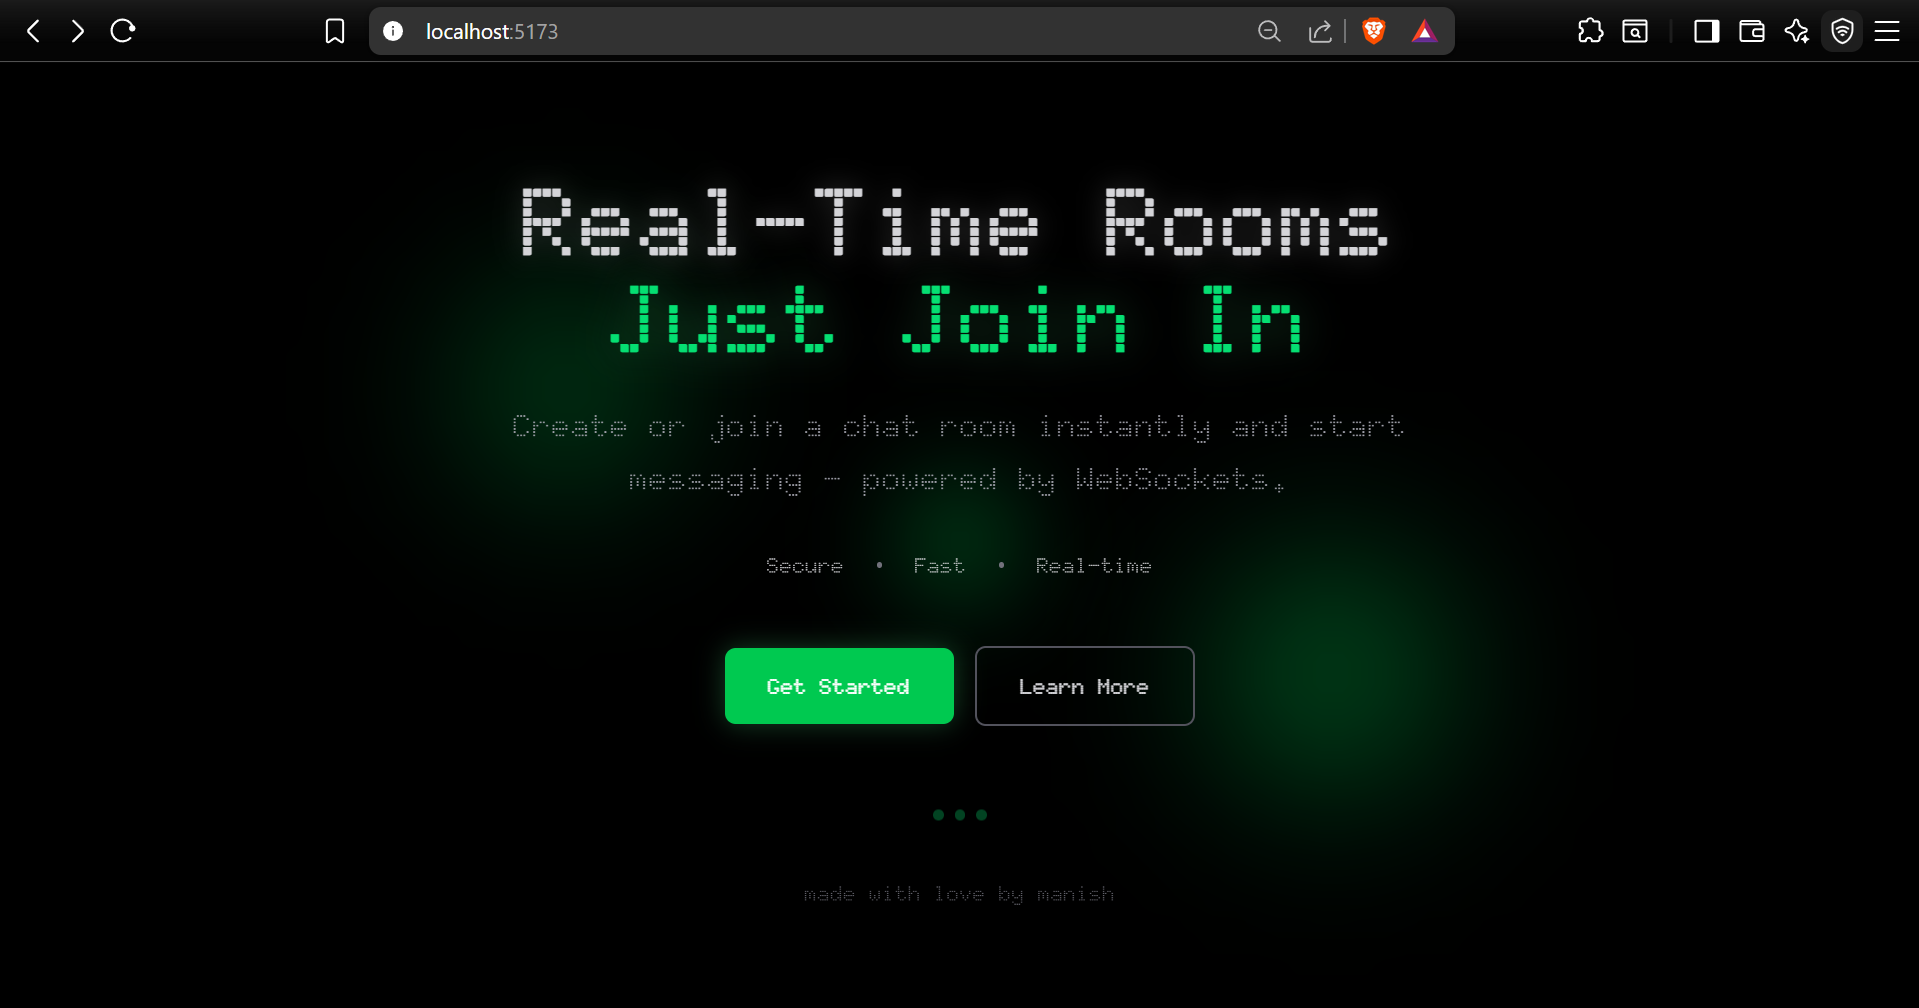 localhost:5173
Real-Time Rooms
Just Join In
Create or join a chat room instantly and start
messaging — powered by WebSockets.
Secure • Fast • Real-time
Get Started
Learn More
made with love by manish